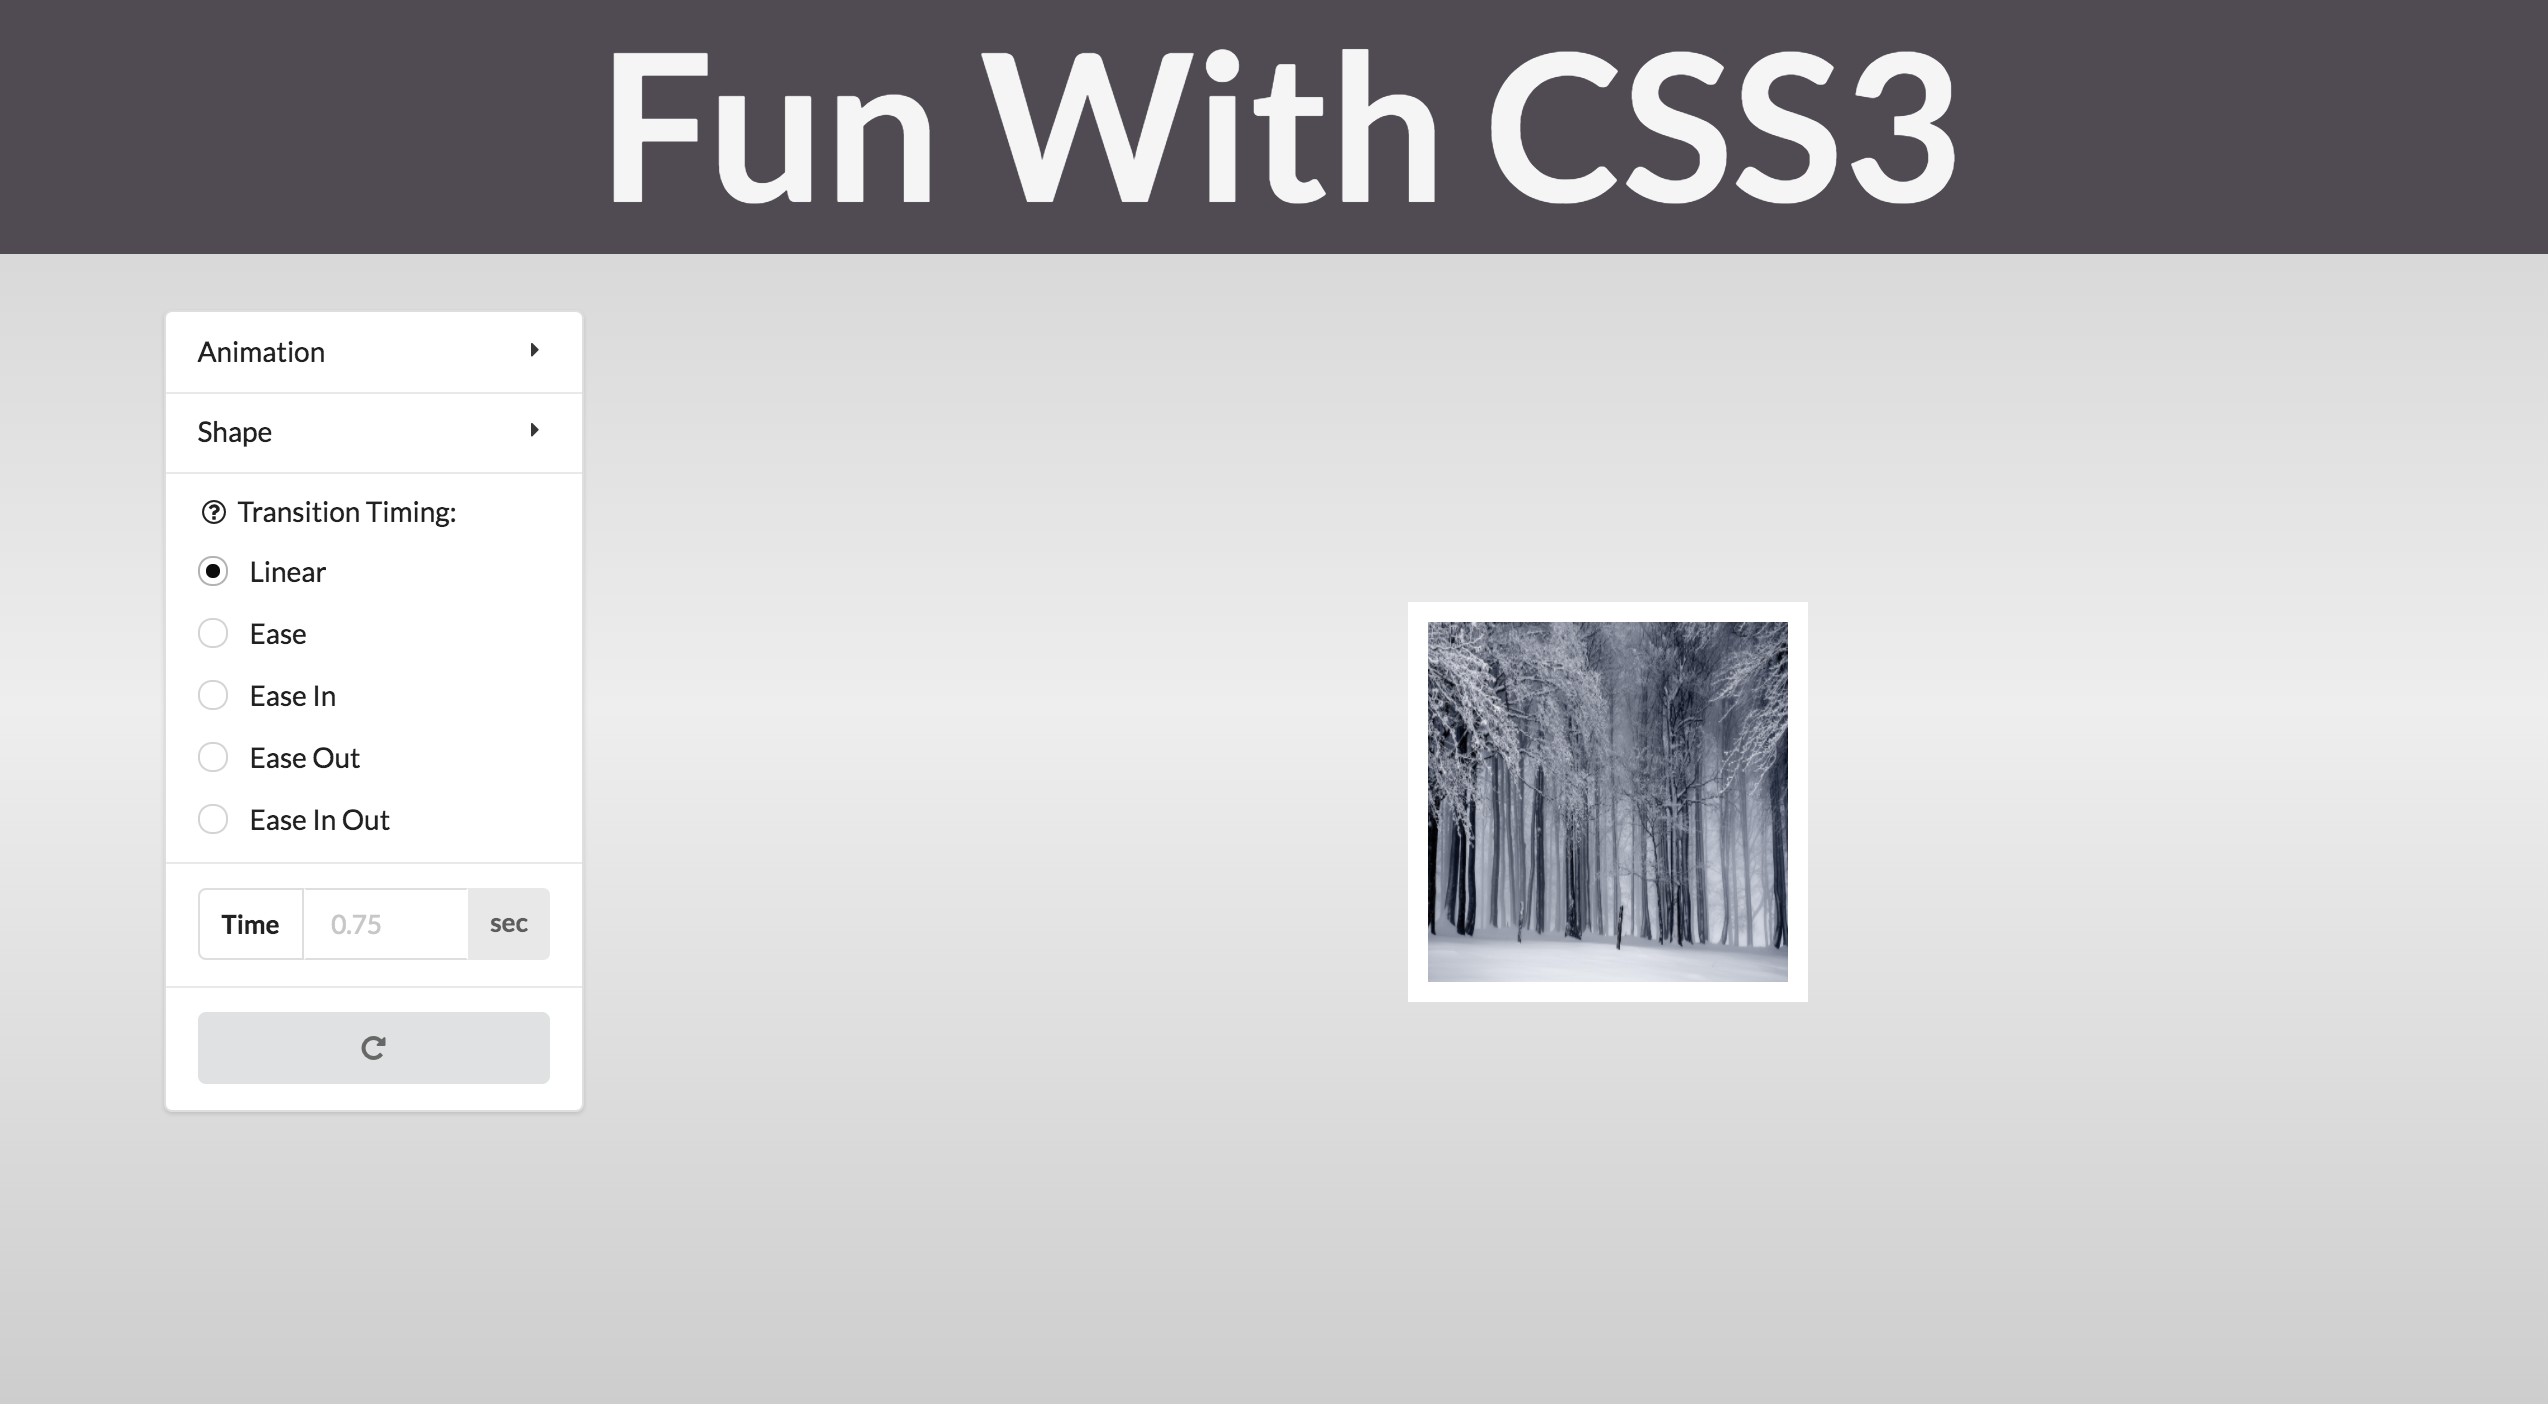 Fun With CSS3
Animation
Shape
Transition Timing:
Linear
Ease
Ease In
Ease Out
Ease In Out
Time 0.75 sec